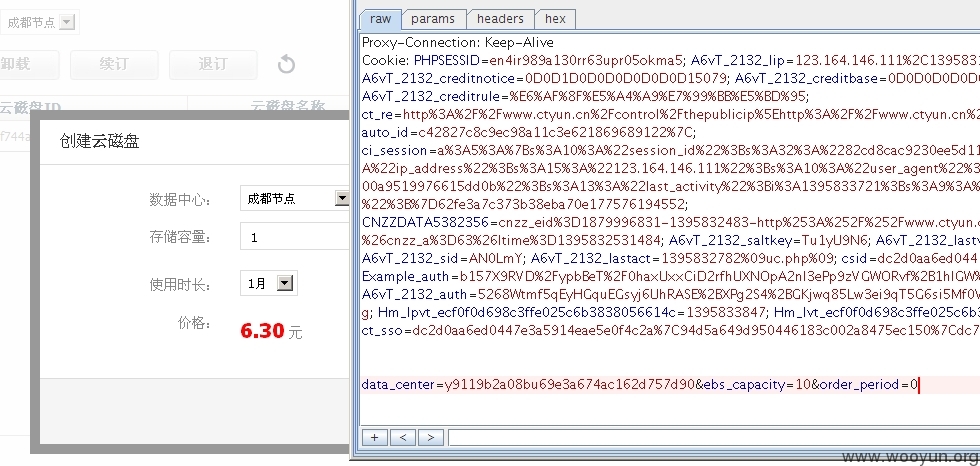 成都节点
卸载
续订
退订
云磁盘ID
云磁盘名称
f744a
创建云磁盘
数据中心：
成都节点
存储容量：
1
使用时长：
1月
价格：
6.30 元
raw
params
headers
hex
Proxy-Connection: Keep-Alive
Cookie: PHPSESSID=en4ir989a130rr63upr05okma5; A6vT_2132_lip=123.164.146.111%2C139583
A6vT_2132_creditnotice=0D0D1D0D0D0D0D0D0D15079; A6vT_2132_creditbase=0D0D0D0D0D
A6vT_2132_creditrule=%E6%AF%8F%E5%A4%A9%E7%99%BB%E5%BD%95;
ct_re=http%3A%2F%2Fwww.ctyun.cn%2Fcontrol%2Fthepublicip%5Ehttp%3A%2F%2Fwww.ctyun.cn%2
auto_id=c42827c8c9ec98a11c3e621869689122%7C;
ci_session=a%3A5%3A%7Bs%3A10%3A%22session_id%22%3Bs%3A32%3A%2282cd8cac9230ee5d11
A%22ip_address%22%3Bs%3A15%3A%22123.164.146.111%22%3Bs%3A10%3A%22user_agent%22%3
00a9519976615dd0b%22%3Bs%3A13%3A%22last_activity%22%3Bi%3A1395833721%3Bs%3A9%3A%
%22%3B%7D62fe3a7c373b38eba70e177576194552;
CNZZDATA5382356=cnzz_eid%3D1879996831-1395832483-http%253A%252F%252Fwww.ctyun.c
%26cnzz_a%3D63%26ltime%3D1395832531484; A6vT_2132_saltkey=Tu1yU9N6; A6vT_2132_lastv
A6vT_2132_sid=AN0LmY; A6vT_2132_lastact=1395832782%09uc.php%09; csid=dc2d0aa6ed044
Example_auth=b157X9RVD%2FypbBeT%2F0haxUxxCiD2rfhUXNOpA2nI3ePp9zVGWORvf%2B1hlGW%
A6vT_2132_auth=5268Wtmf5qEyHGquEGsyj6UhRASE%2BXPg2S4%2BGKjwq85Lw3ei9qT5G6si5Mf0W
g; Hm_lpvt_ecf0f0d698c3ffe025c6b3838056614c=1395833847; Hm_lvt_ecf0f0d698c3ffe025c6b3
ct_sso=dc2d0aa6ed0447e3a5914eae5e0f4c2a%7C94d5a649d950446183c002a8475ec150%7Cdc7
data_center=y9119b2a08bu69e3a674ac162d757d90&ebs_capacity=10&order_period=0
+
<
>
www.wooyun.org